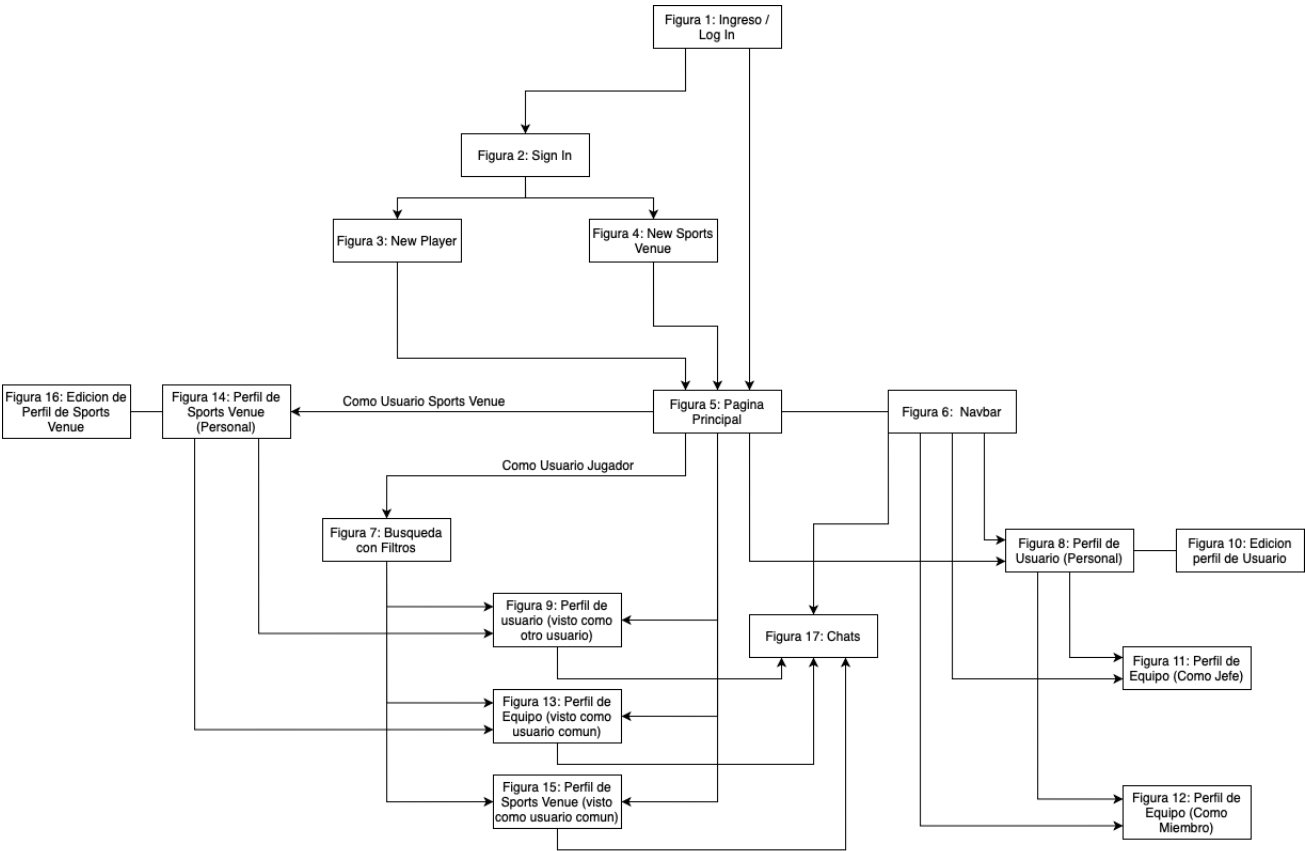 Figura 1: Ingreso /
Log In
Figura 2: Sign In
Figura 3: New Player
Figura 4: New Sports
Venue
Figura 16: Edicion de
Perfil de Sports
Venue
Figura 14: Perfil de
Sports Venue
(Personal)
Como Usuario Sports Venue
Figura 5: Pagina
Principal
Figura 6:  Navbar
Como Usuario Jugador
Figura 7: Busqueda
con Filtros
Figura 8: Perfil de
Usuario (Personal)
Figura 10: Edicion
perfil de Usuario
Figura 9: Perfil de
usuario (visto como
otro usuario)
Figura 17: Chats
Figura 11: Perfil de
Equipo (Como Jefe)
Figura 13: Perfil de
Equipo (visto como
usuario comun)
Figura 15: Perfil de
Sports Venue (visto
como usuario comun)
Figura 12: Perfil de
Equipo (Como
Miembro)